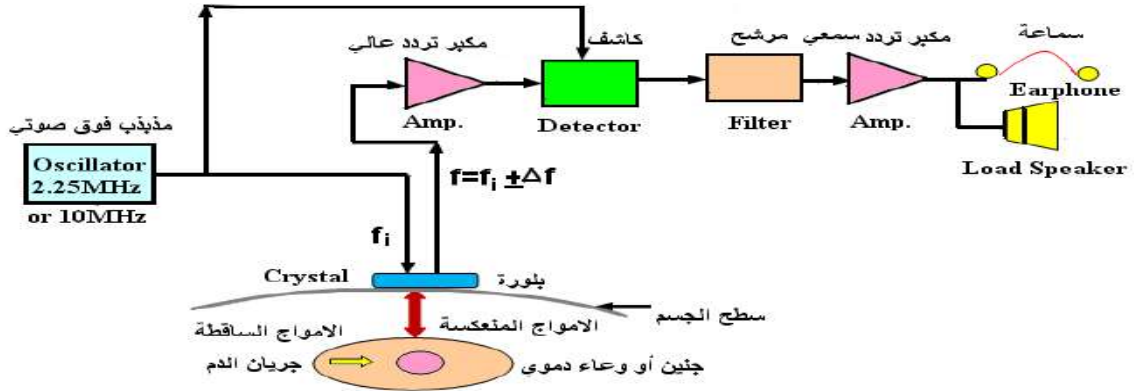 سماعة
مكبر تردد سمعي
مرشح
كاشف
مكبر تردد عالي
Earphone
Amp.
Detector
Filter
Amp.
Load Speaker
مذبذب فوق صوتي
Oscillator
2.25MHz
or 10MHz
f=fi ±Δf
fi
Crystal
بلورة
سطح الجسم
الامواج الساقطة
الامواج المنعكسة
جريان الدم
جنين أو وعاء دموي